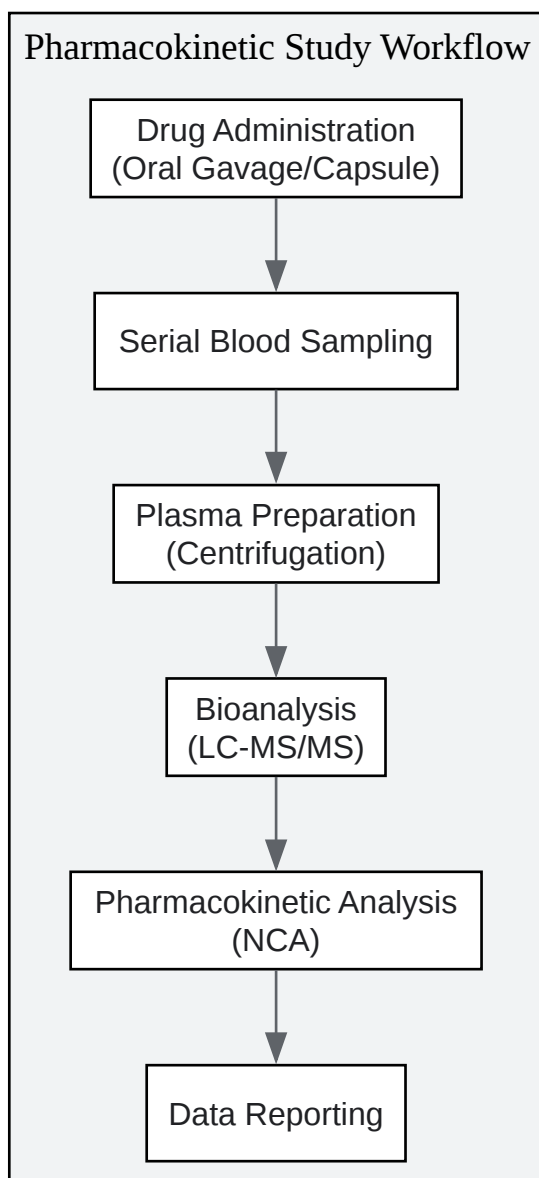 Pharmacokinetic Study Workflow
Drug Administration
(Oral Gavage/Capsule)
Serial Blood Sampling
Plasma Preparation
(Centrifugation)
Bioanalysis
(LC-MS/MS)
Pharmacokinetic Analysis
(NCA)
Data Reporting